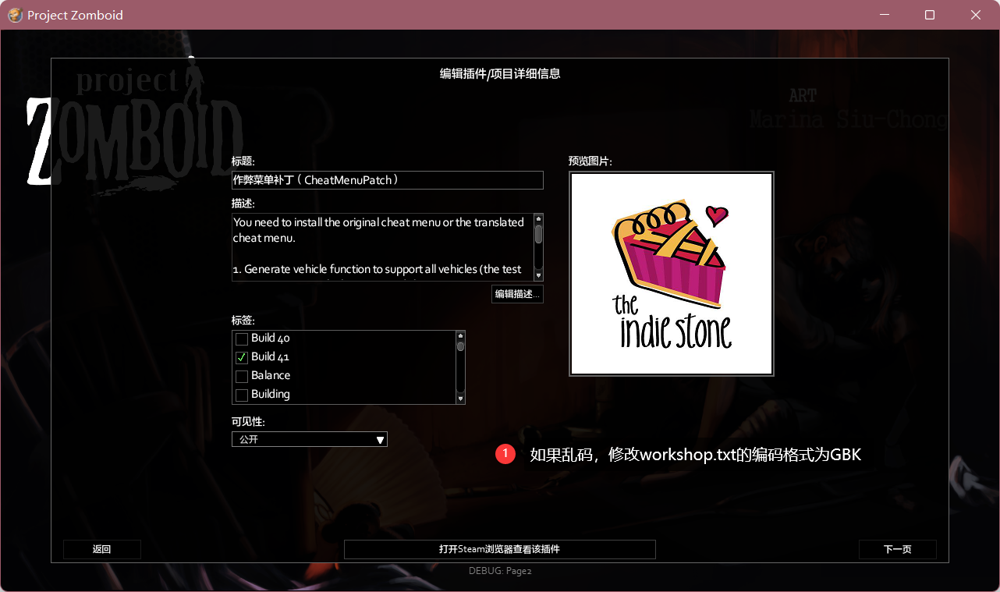 Project Zomboid
编辑插件/项目详细信息
project
ZOMBOID
ART
Marina Siu-Chong
标题:
作弊菜单补丁（CheatMenuPatch）
描述:
You need to install the original cheat menu or the translated
cheat menu.
1. Generate vehicle function to support all vehicles (the test
编辑描述...
标签:
Build 40
Build 41
Balance
Building
可见性:
公开
预览图片:
the
indie stone
1 如果乱码，修改workshop.txt的编码格式为GBK
返回
打开Steam浏览器查看该插件
下一页
DEBUG: Page2